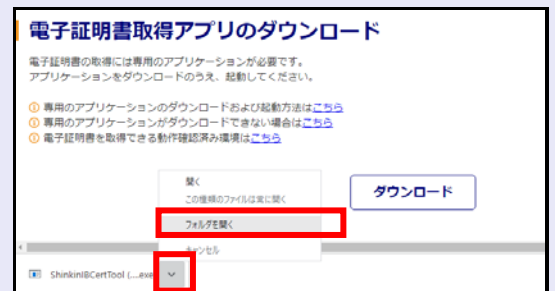 電子証明書取得アプリのダウンロード
電子証明書の取得には専用のアプリケーションが必要です。
アプリケーションをダウンロードのうえ、起動してください。
① 専用のアプリケーションのダウンロードおよび起動方法はこちら
① 専用のアプリケーションがダウンロードできない場合はこちら
① 電子証明書を取得できる動作確認済み環境はこちら
開く
この種類のファイルは常に開く
ダウンロード
フォルダを開く
キャンセル
ShinkinIBCertTool (....exe